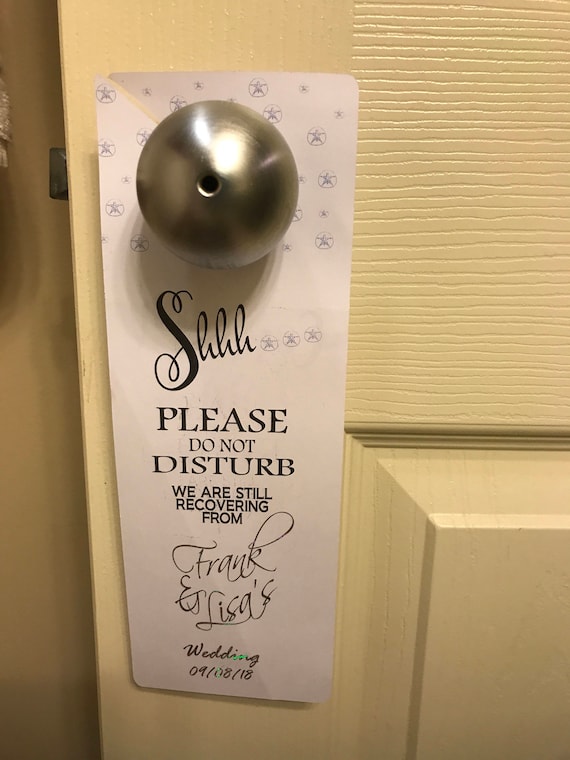 Shhh
PLEASE
DO NOT
DISTURB
WE ARE STILL
RECOVERING
FROM
Frank
& Lisa's
Wedding
09/08/18